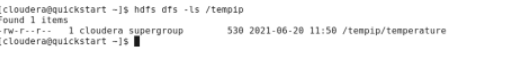 [cloudera@quickstart ~]$ hdfs dfs -ls /tempip
Found 1 items
-rw-r--r-- 1 cloudera supergroup 530 2021-06-20 11:50 /tempip/temperature
[cloudera@quickstart ~]$